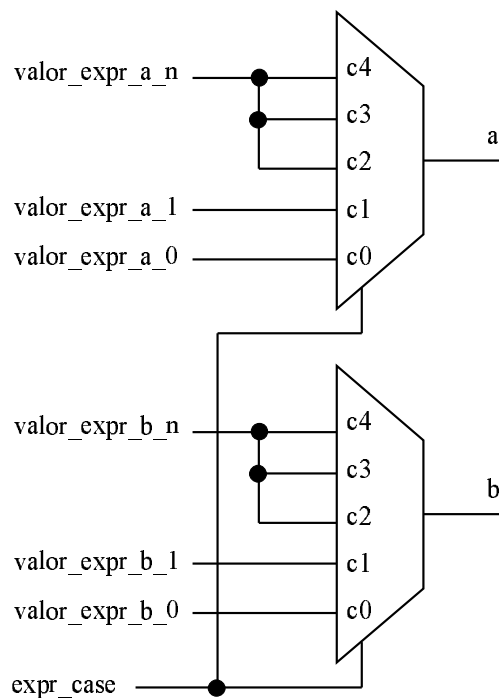 valor_expr_a_n
c4
c3
a
c2
valor_expr_a_1
c1
valor_expr_a_0
c0
valor_expr_b_n
c4
c3
b
c2
valor_expr_b_1
c1
valor_expr_b_0
c0
expr_case